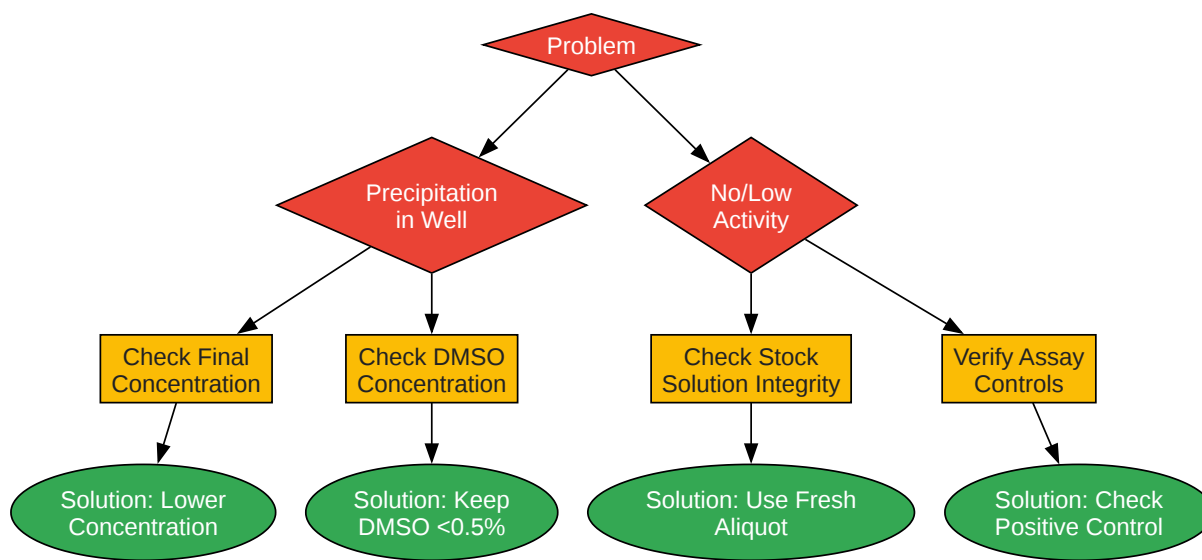 Problem
Precipitation
in Well
No/Low
Activity
Check Final
Concentration
Check DMSO
Concentration
Check Stock
Solution Integrity
Verify Assay
Controls
Solution: Lower
Concentration
Solution: Keep
DMSO <0.5%
Solution: Use Fresh
Aliquot
Solution: Check
Positive Control